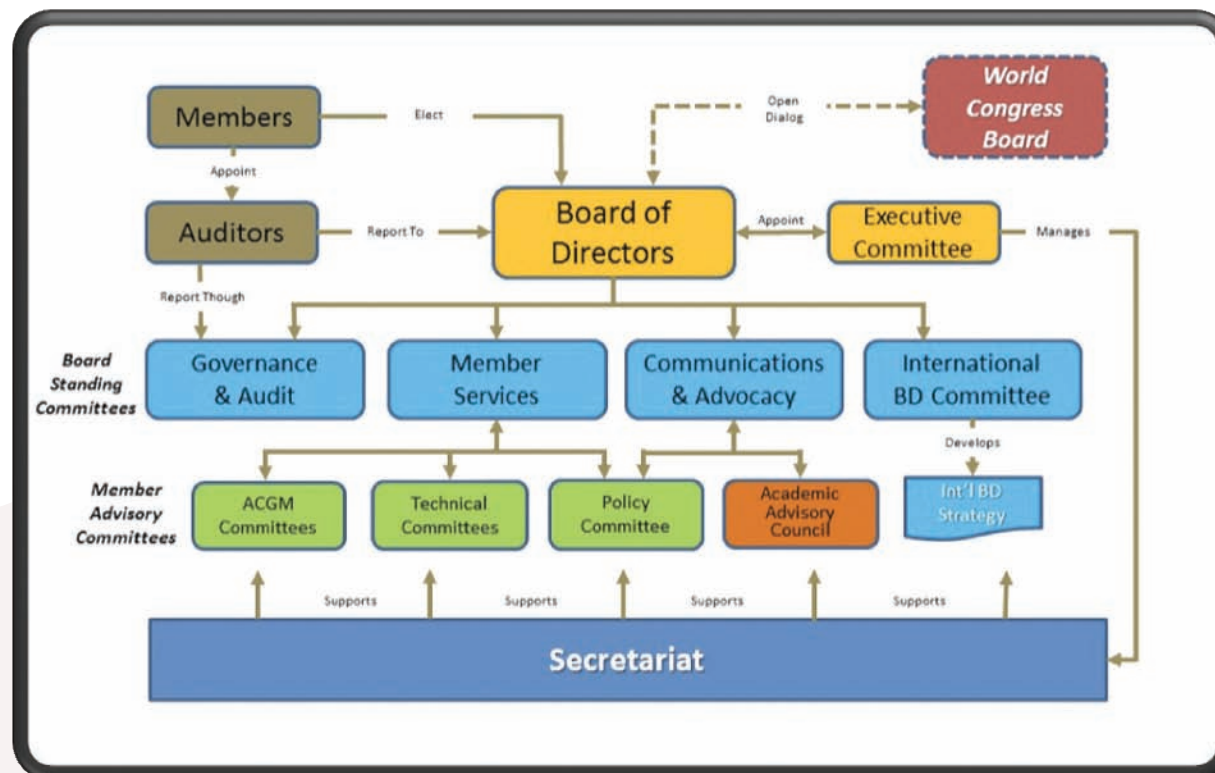 World
Congress
Board
Members
Elect
Open
Dialog
Appoint
Auditors
Report To
Board of
Directors
Appoint
Executive
Committee
Manages
Report Though
Board
Standing
Committees
Governance
& Audit
Member
Services
Communications
& Advocacy
International
BD Committee
Develops
Member
Advisory
Committees
ACGM
Committees
Technical
Committees
Policy
Committee
Academic
Advisory
Council
Int'l BD
Strategy
Supports
Supports
Supports
Supports
Secretariat